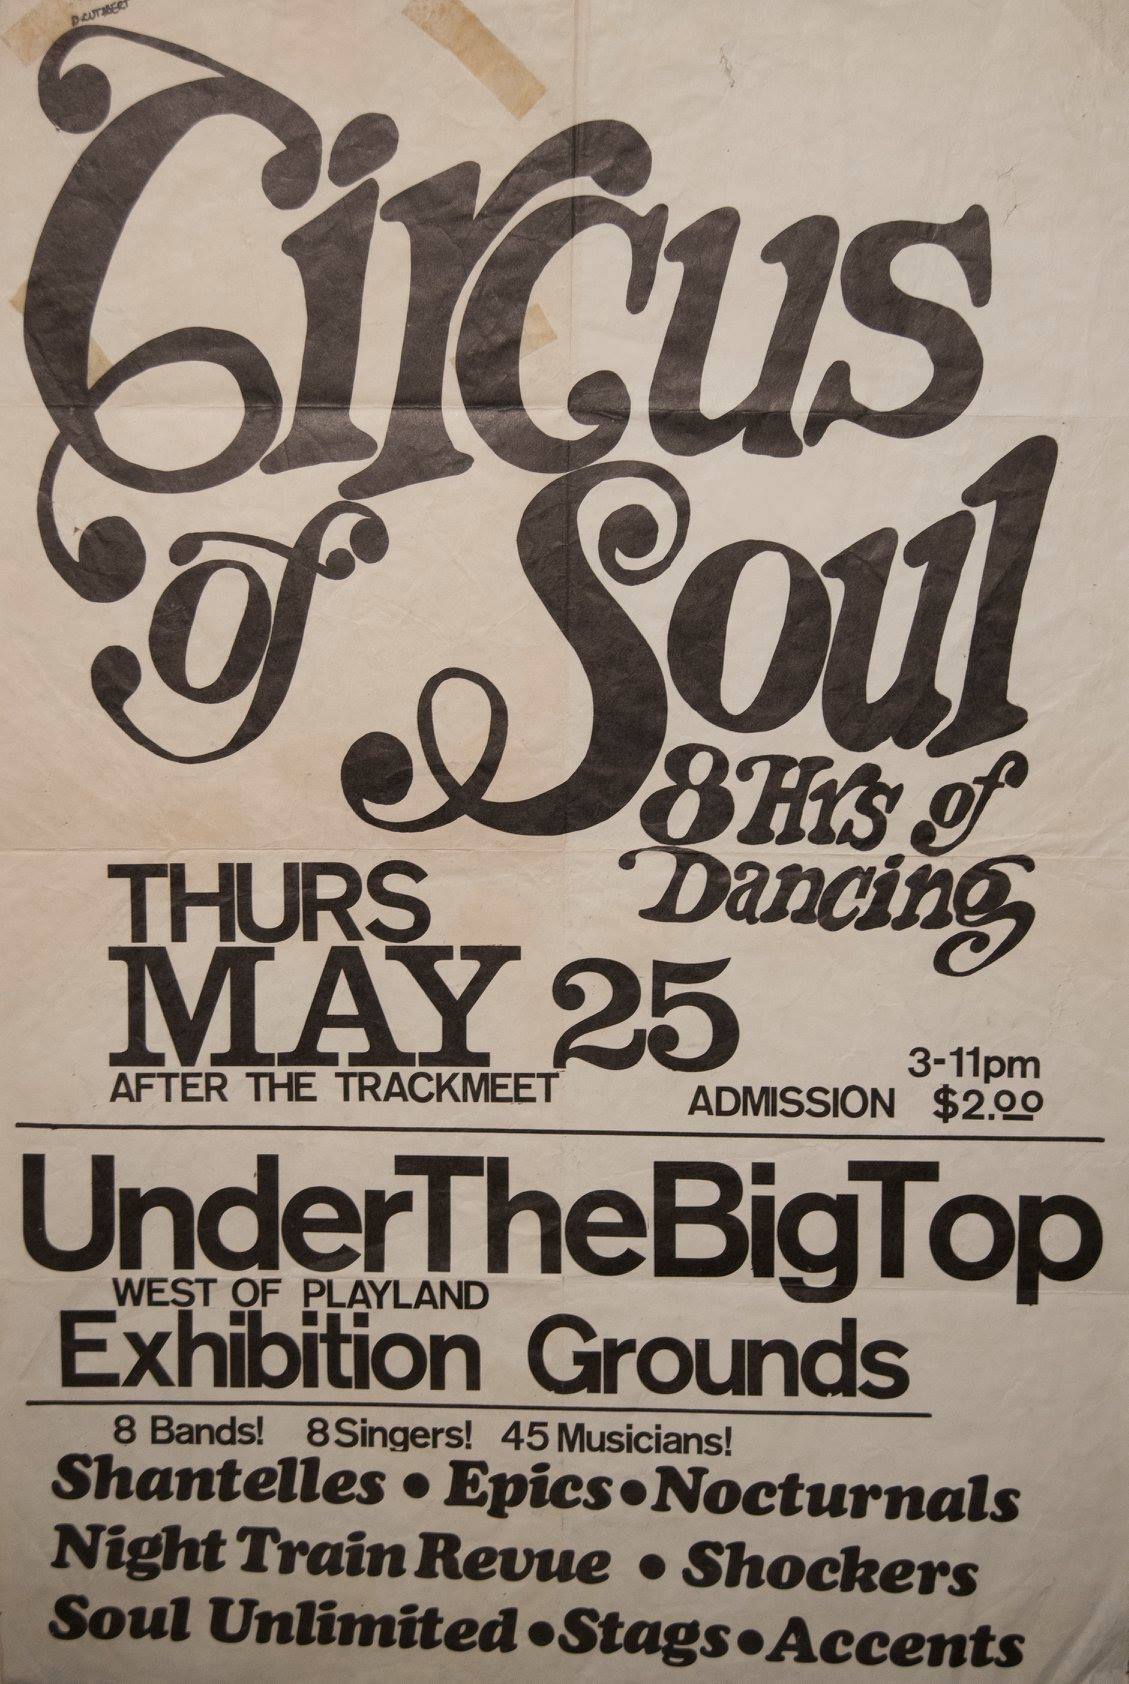 D. CUTHBERT
Circus
of Soul
8 Hrs of
Dancing
THURS
MAY 25
AFTER THE TRACKMEET
3-11pm
ADMISSION $2.00
UnderTheBigTop
WEST OF PLAYLAND
Exhibition Grounds
8 Bands! 8 Singers! 45 Musicians!
Shantelles • Epics • Nocturnals
Night Train Revue • Shockers
Soul Unlimited • Stags • Accents